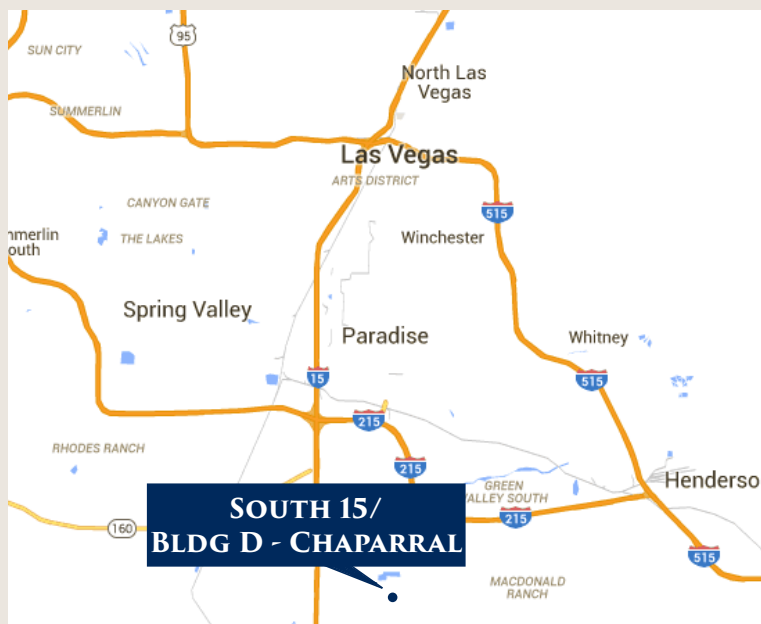 95
SUN CITY
North Las
Vegas
SUMMERLIN
Las Vegas
ARTS DISTRICT
CANYON GATE
515
nmerlin
outh
THE LAKES
Winchester
Spring Valley
Paradise
Whitney
15
515
215
RHODES RANCH
215
Henderso
GREEN
VALLEY SOUTH
SOUTH 15/
BLDG D - CHAPARRAL
160
215
515
MACDONALD
RANCH